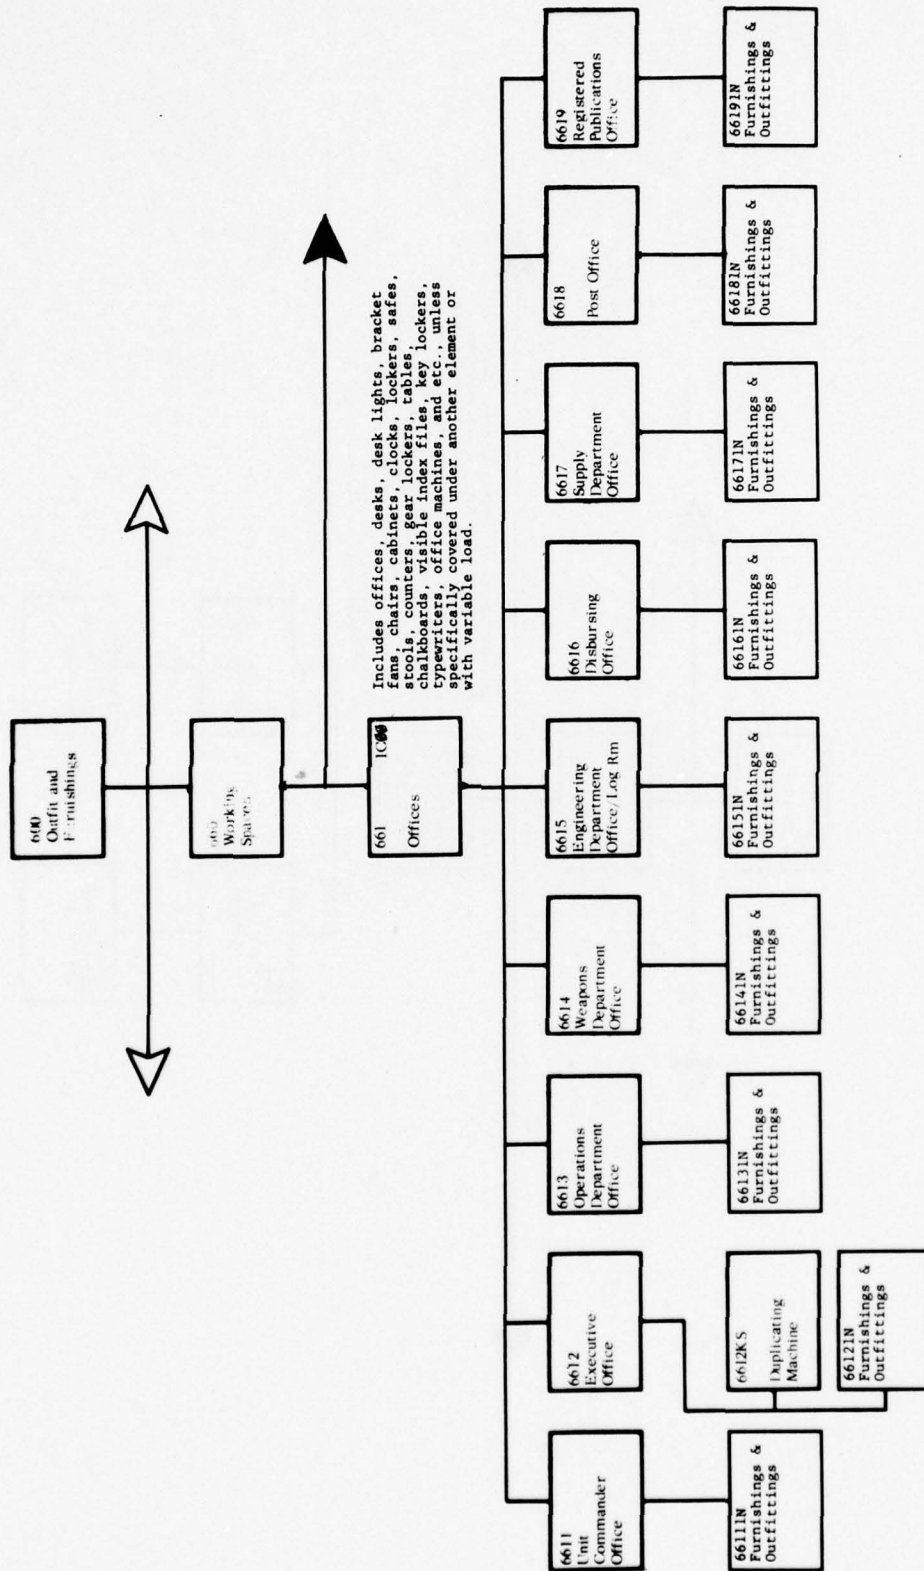 600
Outfit and
Furnishings
660
Working
Spaces
661 1C00
Offices
Includes offices, desks, desk lights, bracket
fans, chairs, cabinets, clocks, lockers, safes,
stools, counters, gear lockers, tables,
chalkboards, visible index files, key lockers,
typewriters, office machines, and etc., unless
specifically covered under another element or
with variable load.
6611
Unit
Commander
Office
6612
Executive
Office
6613
Operations
Department
Office
6614
Weapons
Department
Office
6615
Engineering
Department
Office/Log Rm
6616
Disbursing
Office
6617
Supply
Department
Office
6618
Post Office
6619
Registered
Publications
Office
66111N
Furnishings &
Outfittings
6612KS
Duplicating
Machine
66121N
Furnishings &
Outfittings
66131N
Furnishings &
Outfittings
66141N
Furnishings &
Outfittings
66151N
Furnishings &
Outfittings
66161N
Furnishings &
Outfittings
66171N
Furnishings &
Outfittings
66181N
Furnishings &
Outfittings
66191N
Furnishings &
Outfittings